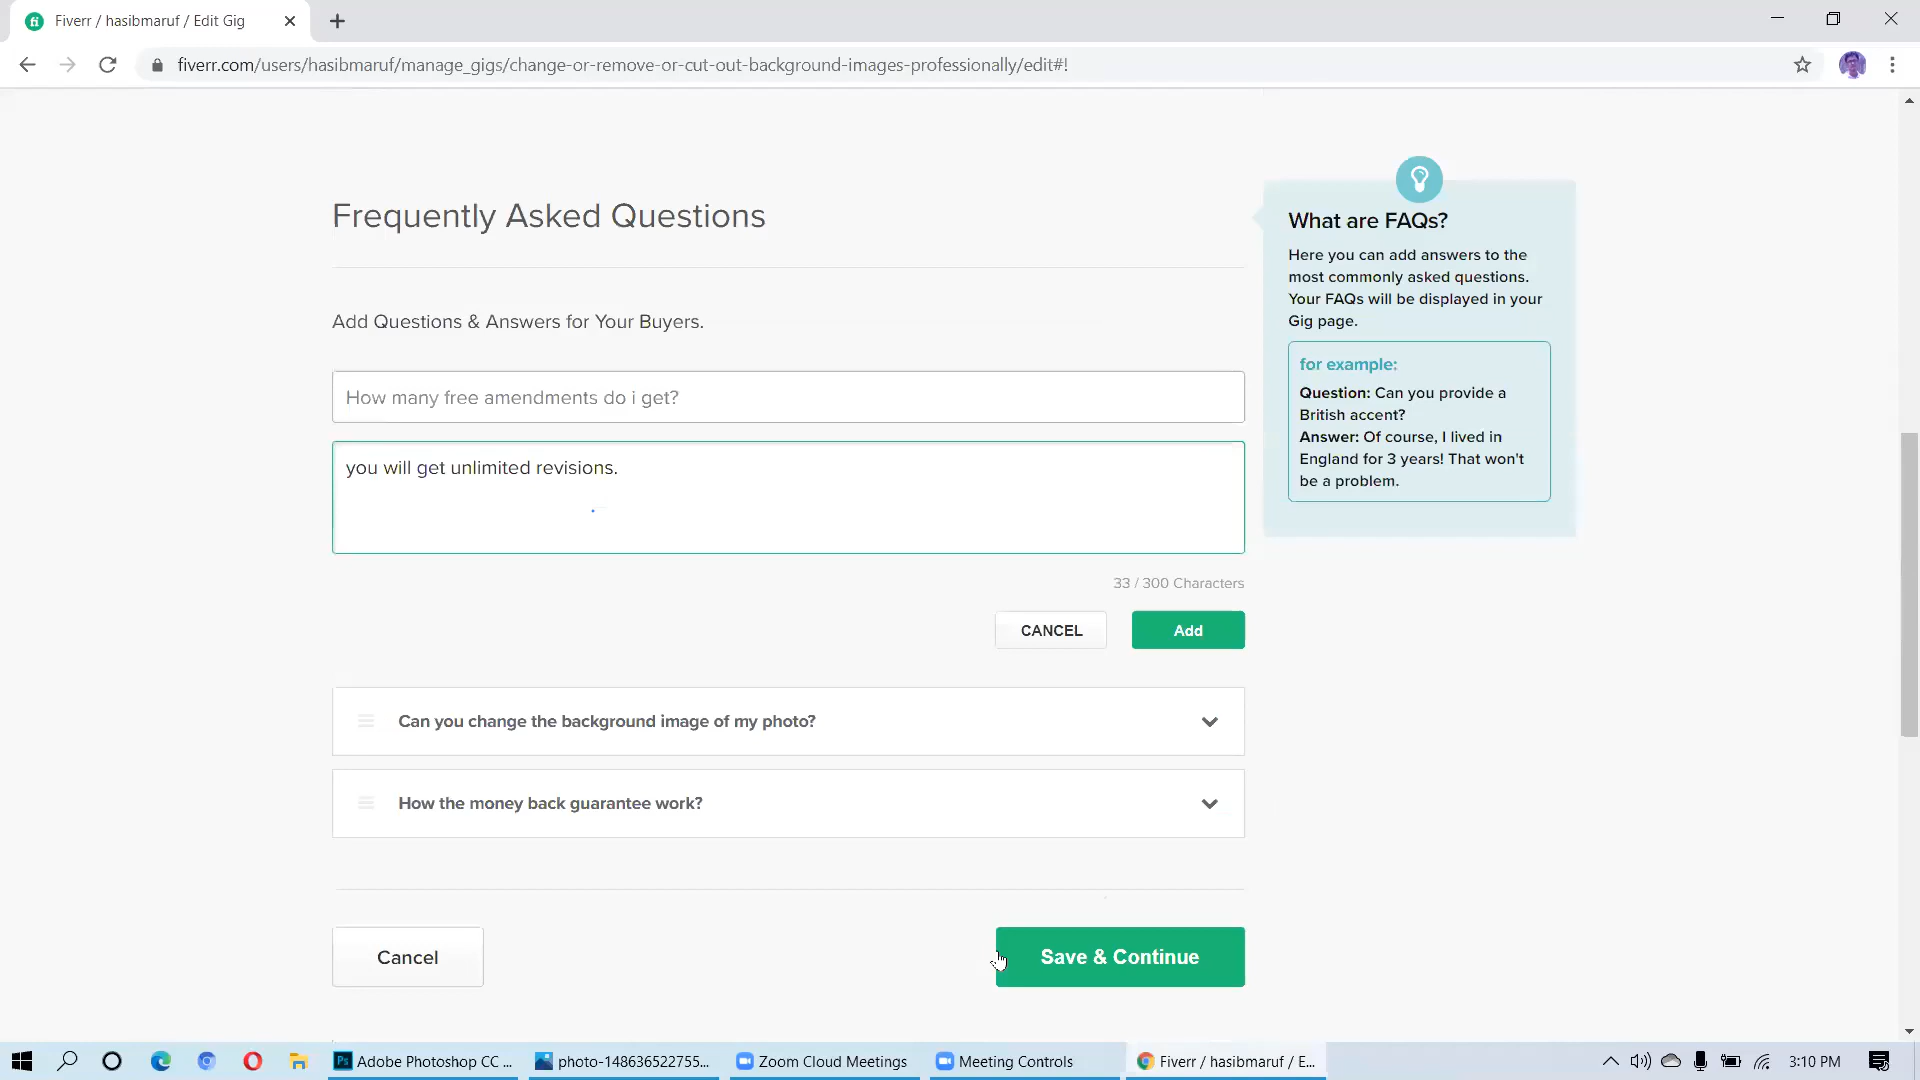 Fiverr / hasibmaruf / Edit Gig
fiverr.com/users/hasibmaruf/manage_gigs/change-or-remove-or-cut-out-background-images-professionally/edit#!
Frequently Asked Questions
Add Questions & Answers for Your Buyers.
How many free amendments do i get?
you will get unlimited revisions.
33 / 300 Characters
CANCEL
Add
Can you change the background image of my photo?
How the money back guarantee work?
Cancel
Save & Continue
What are FAQs?
Here you can add answers to the
most commonly asked questions.
Your FAQs will be displayed in your
Gig page.
for example:
Question: Can you provide a
British accent?
Answer: Of course, I lived in
England for 3 years! That won't
be a problem.
Ps
Adobe Photoshop CC ...
photo-148636522755...
Zoom Cloud Meetings
Meeting Controls
Fiverr / hasibmaruf / E...
3:10 PM